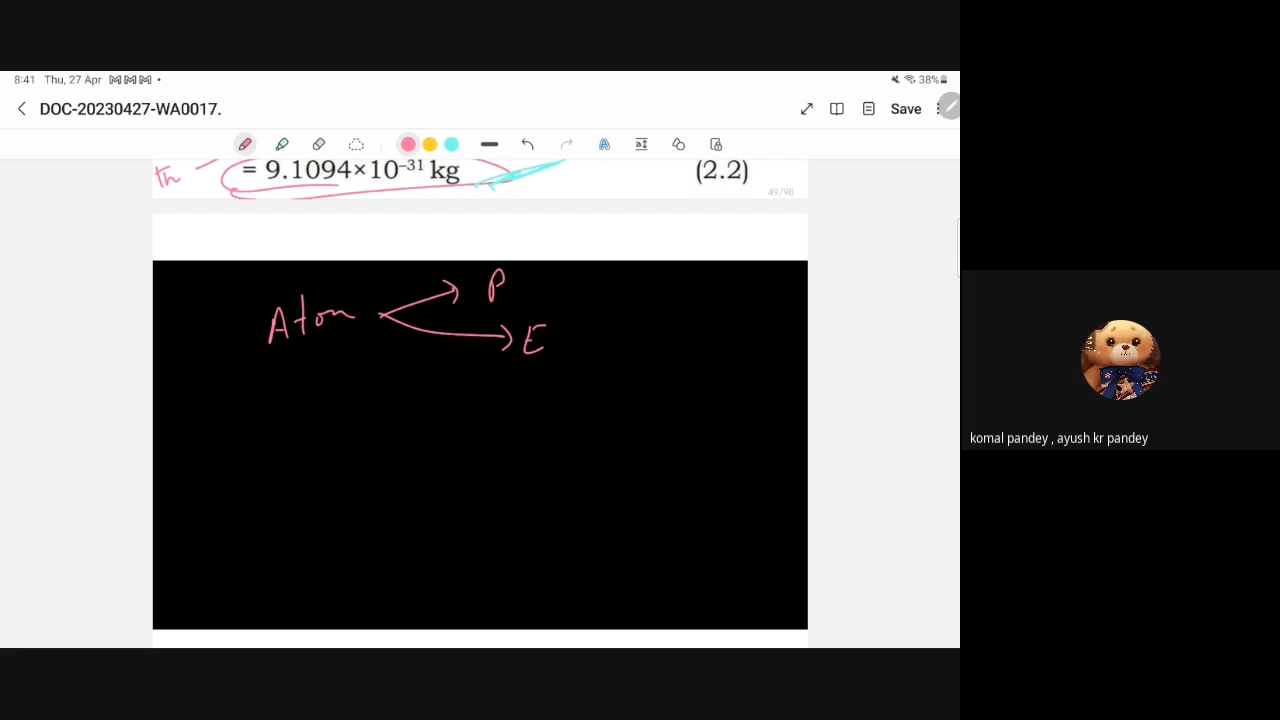 8:41 Thu, 27 Apr 38%
DOC-20230427-WA0017.
Save
th
= 9.1094×10⁻³¹ kg (2.2)
49/98
Atom P
E
komal pandey , ayush kr pandey